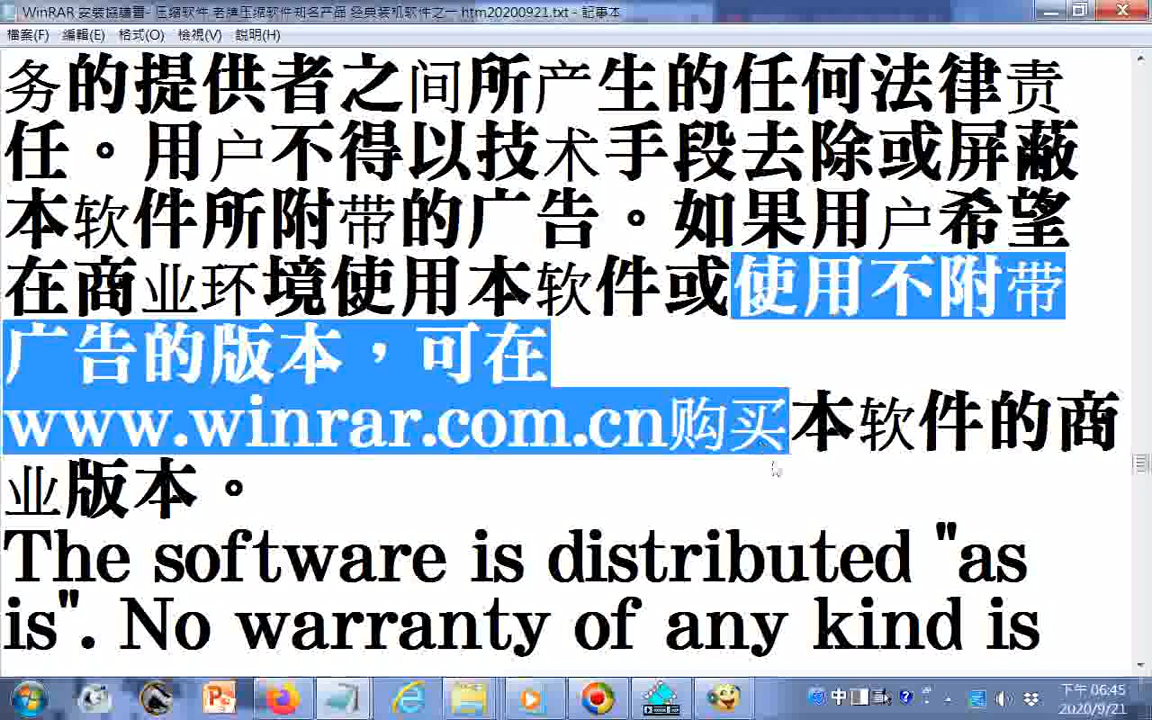 WinRAR 安裝協議書- 压缩软件 老牌压缩软件知名产品 经典装机软件之一 htm20200921.txt - 記事本
檔案(F) 編輯(E) 格式(O) 檢視(V) 說明(H)
务的提供者之间所产生的任何法律责
任。用户不得以技术手段去除或屏蔽
本软件所附带的广告。如果用户希望
在商业环境使用本软件或使用不附带
广告的版本，可在
www.winrar.com.cn购买本软件的商
业版本。
The software is distributed "as
is". No warranty of any kind is
中
下午 06:45
2020/9/21